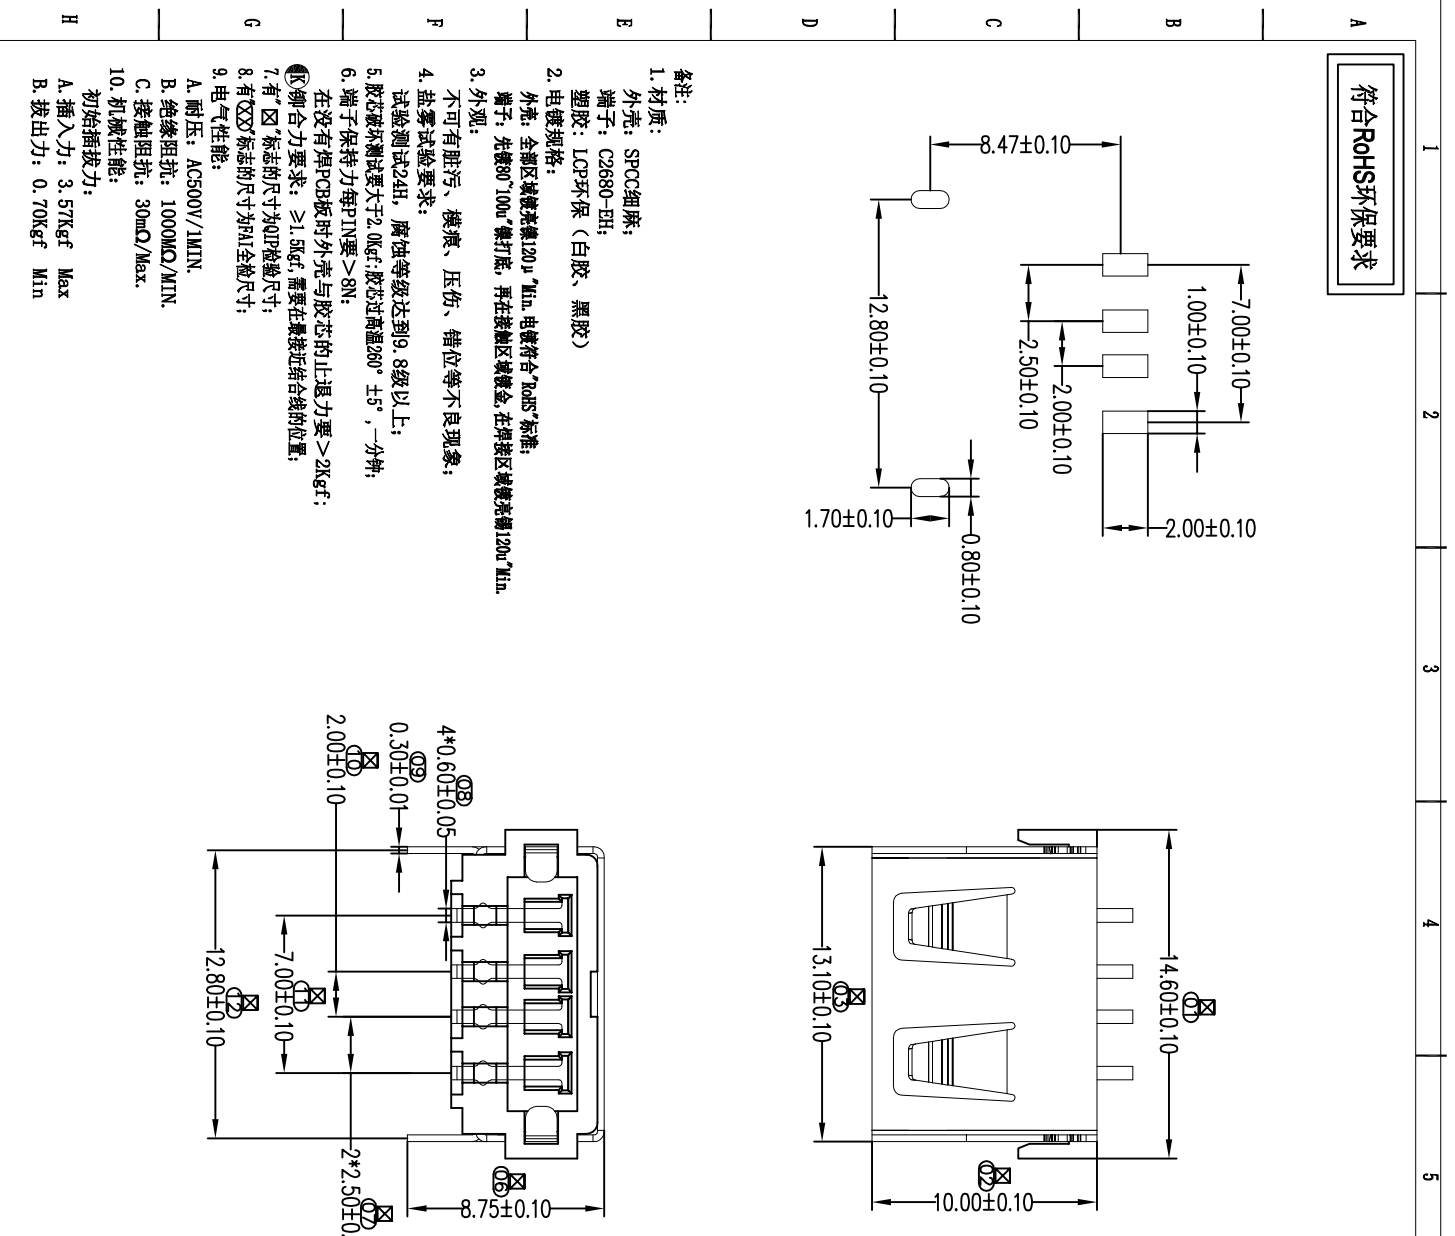 符合RoHS环保要求
1
2
3
4
5
A
B
C
D
E
F
G
H
8.47±0.10
7.00±0.10
1.00±0.10
2.00±0.10
2.50±0.10
12.80±0.10
2.00±0.10
0.80±0.10
1.70±0.10
14.60±0.10
01
13.10±0.10
03
10.00±0.10
02
4*0.60±0.05
08
0.30±0.01
09
2.00±0.10
10
7.00±0.10
11
12.80±0.10
12
2*2.50±0.
07
8.75±0.10
06
备注:
1.材质:
外壳: SPCC细麻;
端子: C2680-EH;
塑胶: LCP环保（白胶、黑胶）
2.电镀规格:
外壳: 全部区域镀亮镍120μ"Min.电镀符合"RoHS"标准;
端子: 先镀80~100u"镍打底, 再在接触区域镀金,在焊接区域镀亮锡120u"Min.
3.外观:
不可有脏污、模痕、压伤、错位等不良现象;
4.盐雾试验要求:
试验测试24H, 腐蚀等级达到9.8级以上;
5.胶芯破坏测试要大于2.0Kgf;胶芯过高温260°±5°,一分钟;
6.端子保持力每PIN要>8N:
在没有焊PCB板时外壳与胶芯的止退力要>2Kgf;
K 铆合力要求: ≥1.5Kgf,需要在最接近结合线的位置;
7.有"☒"标志的尺寸为QIP检验尺寸;
8.有"XX"标志的尺寸为FAI全检尺寸;
9.电气性能:
A.耐压: AC500V/1MIN.
B.绝缘阻抗: 1000MΩ/MIN.
C.接触阻抗: 30mΩ/Max.
10.机械性能:
初始插拔力:
A.插入力: 3.57Kgf Max
B.拔出力: 0.70Kgf Min